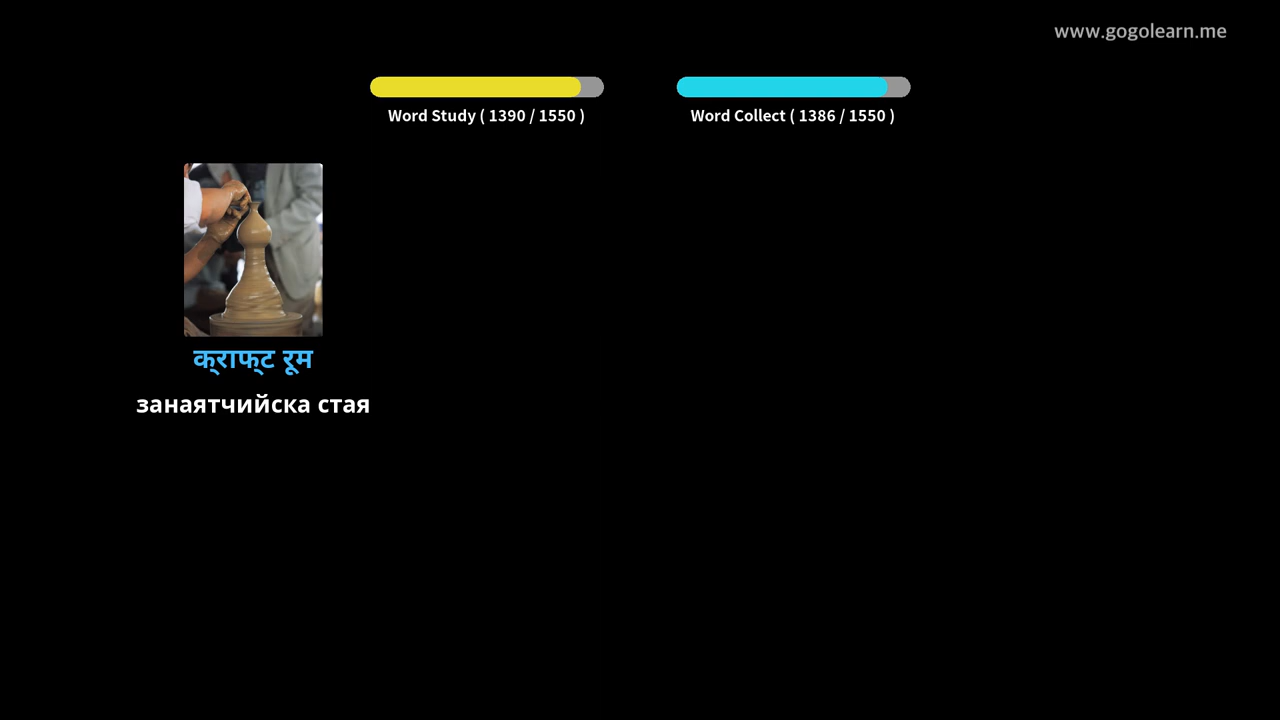 www.gogolearn.me
Word Study ( 1390 / 1550 )
Word Collect ( 1386 / 1550 )
क्राफ्ट रूम
занаятчийска стая